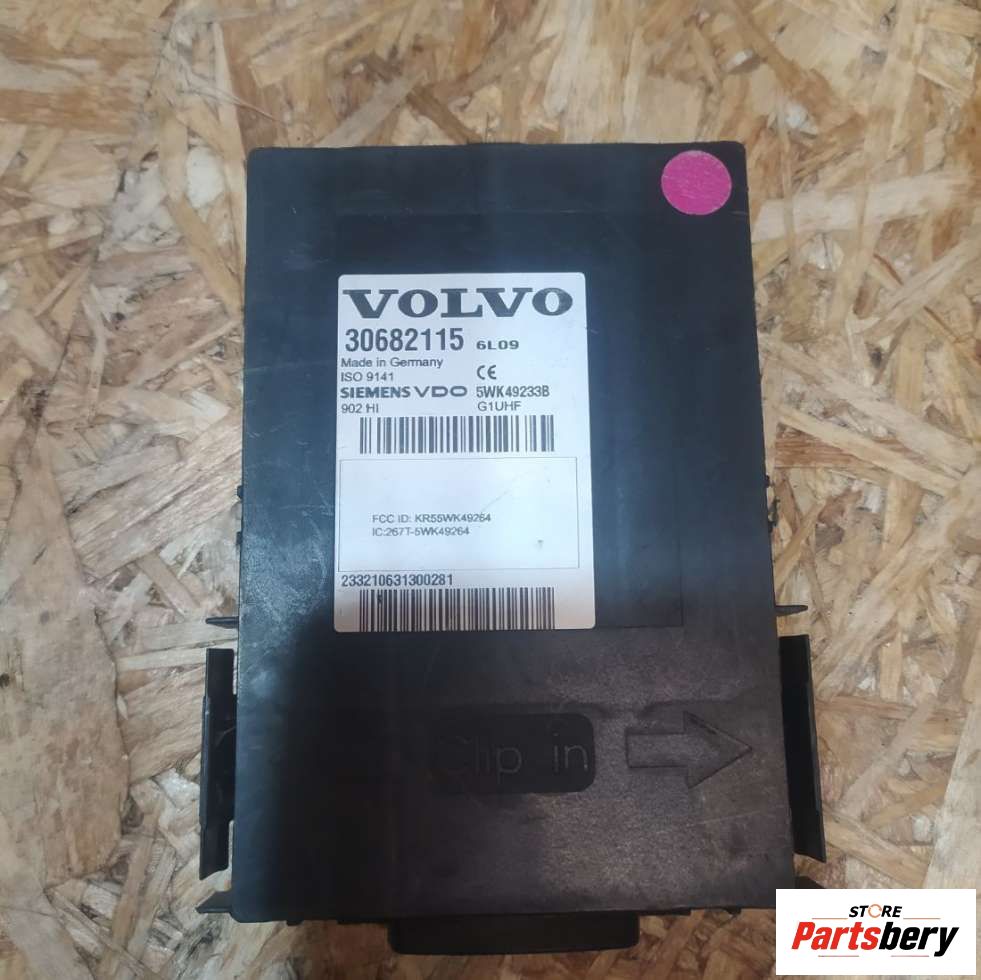 VOLVO
30682115 6L09
Made in Germany
ISO 9141 CE
SIEMENS VDO 5WK49233B
902 HI G1UHF
FCC ID: KR55WK49264
IC:267T-5WK49264
233210631300281
Clip in
STORE
Partsbery